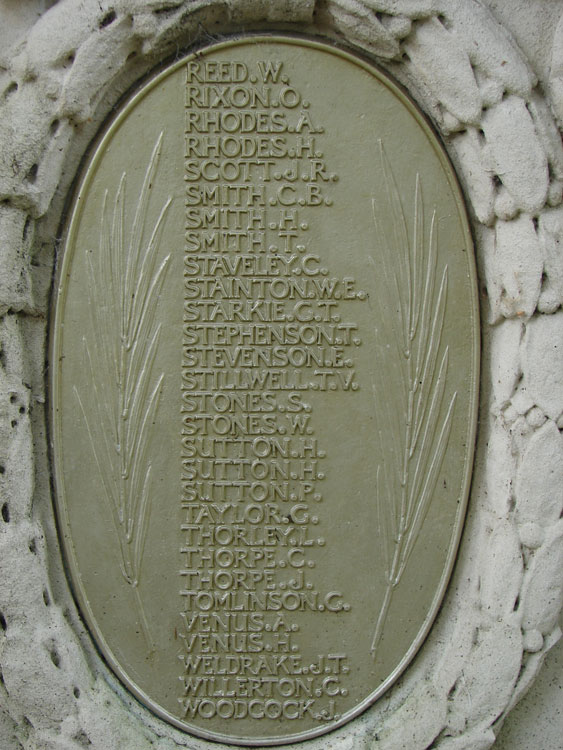 REED.W.
RIXON.O.
RHODES.A.
RHODES.H.
SCOTT.J.R.
SMITH.C.B.
SMITH.H.
SMITH.T.
STAVELEY.C.
STAINTON.W.E.
STARKIE.C.T.
STEPHENSON.T.
STEVENSON.E.
STILLWELL.T.V.
STONES.S.
STONES.W.
SUTTON.H.
SUTTON.H.
SUTTON.P.
TAYLOR.G.
THORLEY.L.
THORPE.C.
THORPE.J.
TOMLINSON.G.
VENUS.A.
VENUS.H.
WELDRAKE.J.T.
WILLERTON.C.
WOODCOCK.J.